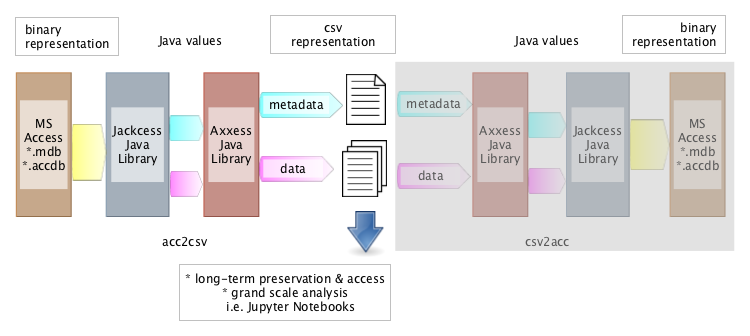 binary
representation
Java values
csv
representation
Java values
binary
representation
MS
Access
*.mdb
*.accdb
Jackcess
Java
Library
Axxess
Java
Library
metadata
data
metadata
data
Axxess
Java
Library
Jackcess
Java
Library
MS
Access
*.mdb
*.accdb
acc2csv
csv2acc
* long-term preservation & access
* grand scale analysis
i.e. Jupyter Notebooks